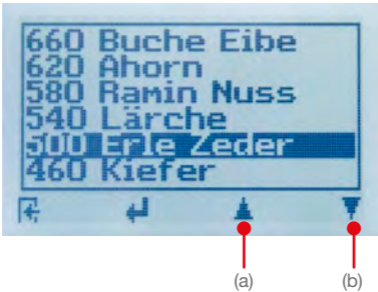 660 Buche Eibe
620 Ahorn
580 Ramin Nuss
540 Lärche
500 Erle Zeder
460 Kiefer
(a) (b)